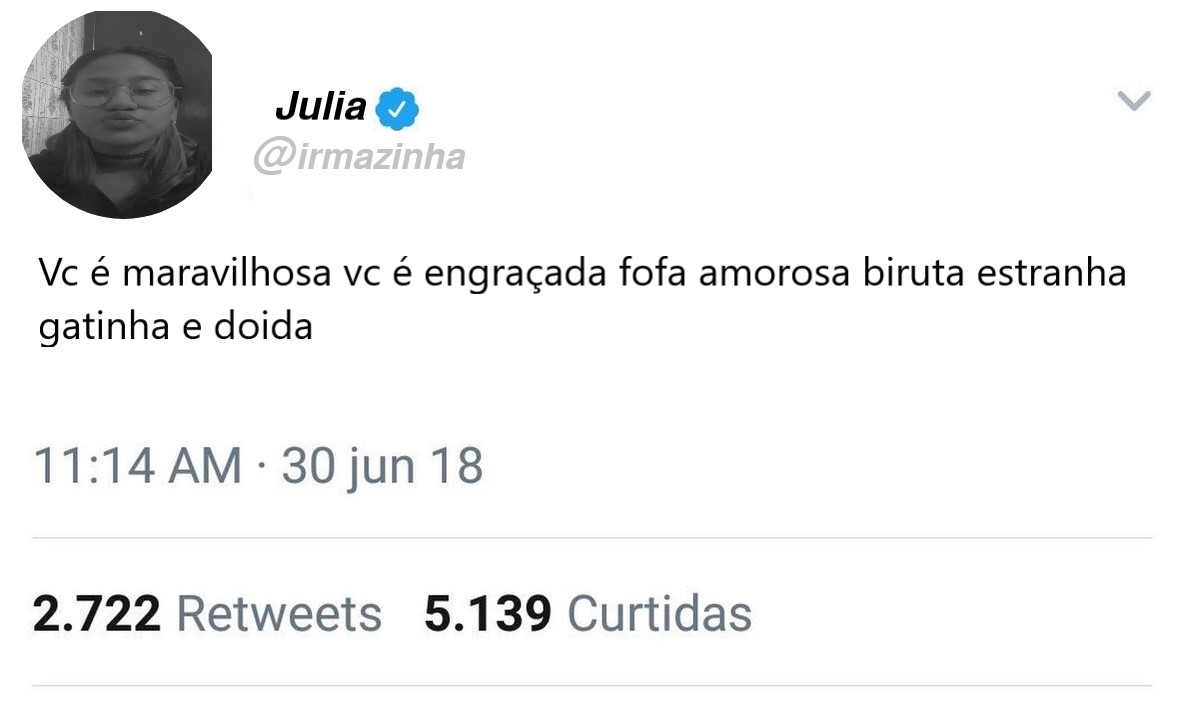 Julia
@irmazinha
Vc é maravilhosa vc é engraçada fofa amorosa biruta estranha
gatinha e doida
11:14 AM · 30 jun 18
2.722 Retweets 5.139 Curtidas